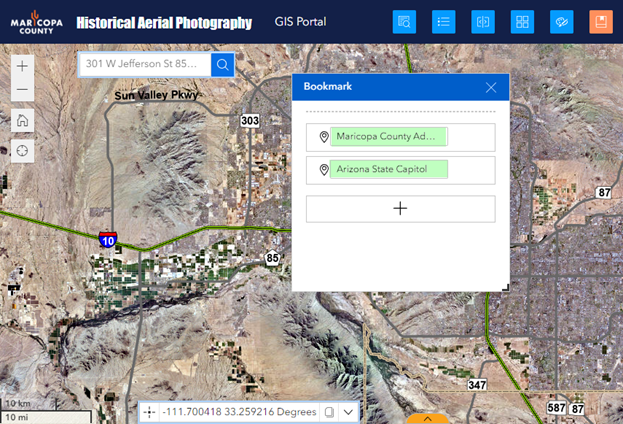 MARICOPA
COUNTY
Historical Aerial Photography
GIS Portal
301 W Jefferson St 85...
Sun Valley Pkwy
303
Bookmark
Maricopa County Ad...
Arizona State Capitol
87
10
85
347
587
87
10 km
10 mi
-111.700418 33.259216 Degrees